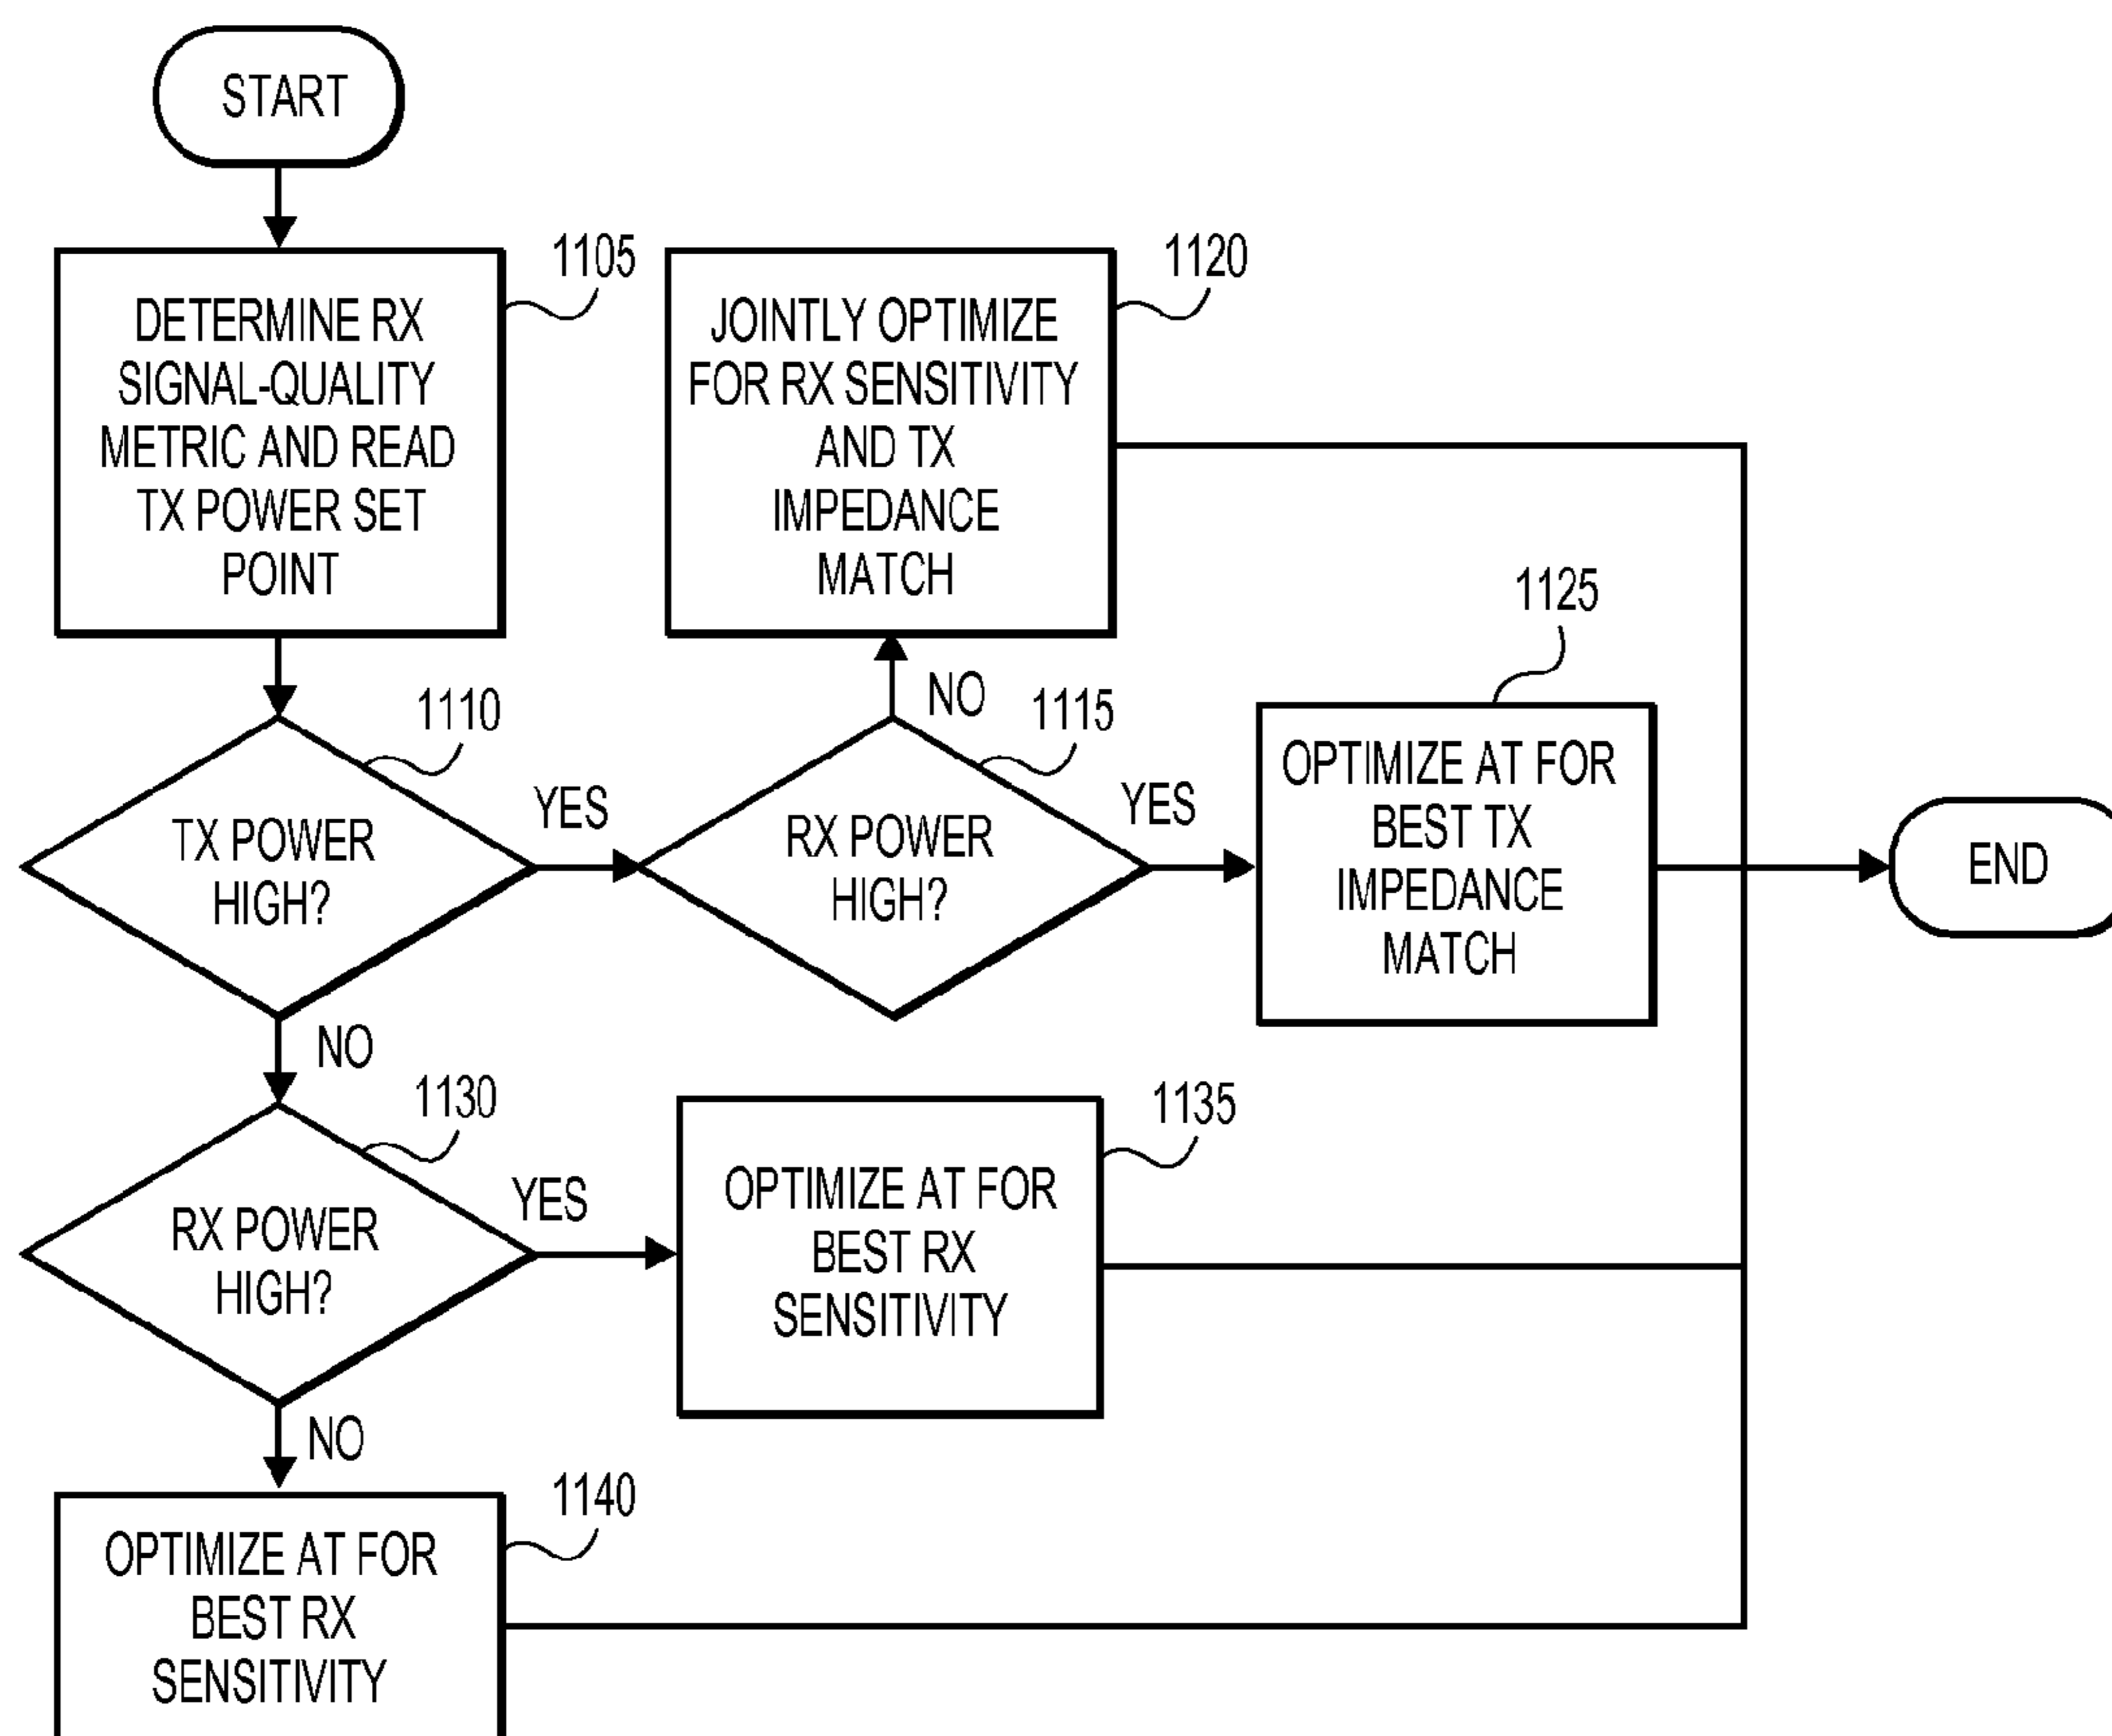 START
1105
DETERMINE RX
SIGNAL-QUALITY
METRIC AND READ
TX POWER SET
POINT
1120
JOINTLY OPTIMIZE
FOR RX SENSITIVITY
AND TX
IMPEDANCE
MATCH
1110
TX POWER
HIGH?
YES
NO
1115
RX POWER
HIGH?
NO
YES
1125
OPTIMIZE AT FOR
BEST TX
IMPEDANCE
MATCH
END
1130
RX POWER
HIGH?
YES
NO
1135
OPTIMIZE AT FOR
BEST RX
SENSITIVITY
1140
OPTIMIZE AT FOR
BEST RX
SENSITIVITY